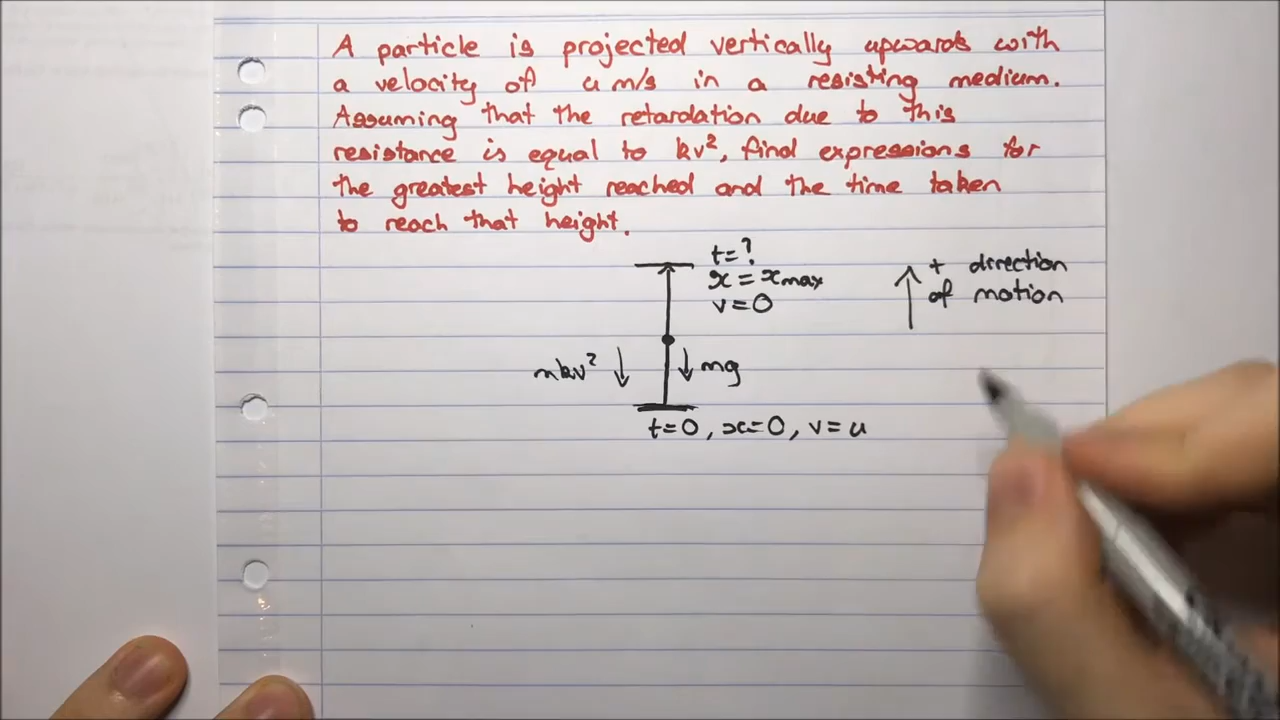 A particle is projected vertically upwards with
a velocity of u m/s in a resisting medium.
Assuming that the retardation due to this
resistance is equal to kv², find expressions for
the greatest height reached and the time taken
to reach that height.
t=?
x = xmax
v=0
+ direction
of motion
mkv²
mg
t=0, x=0, v=u